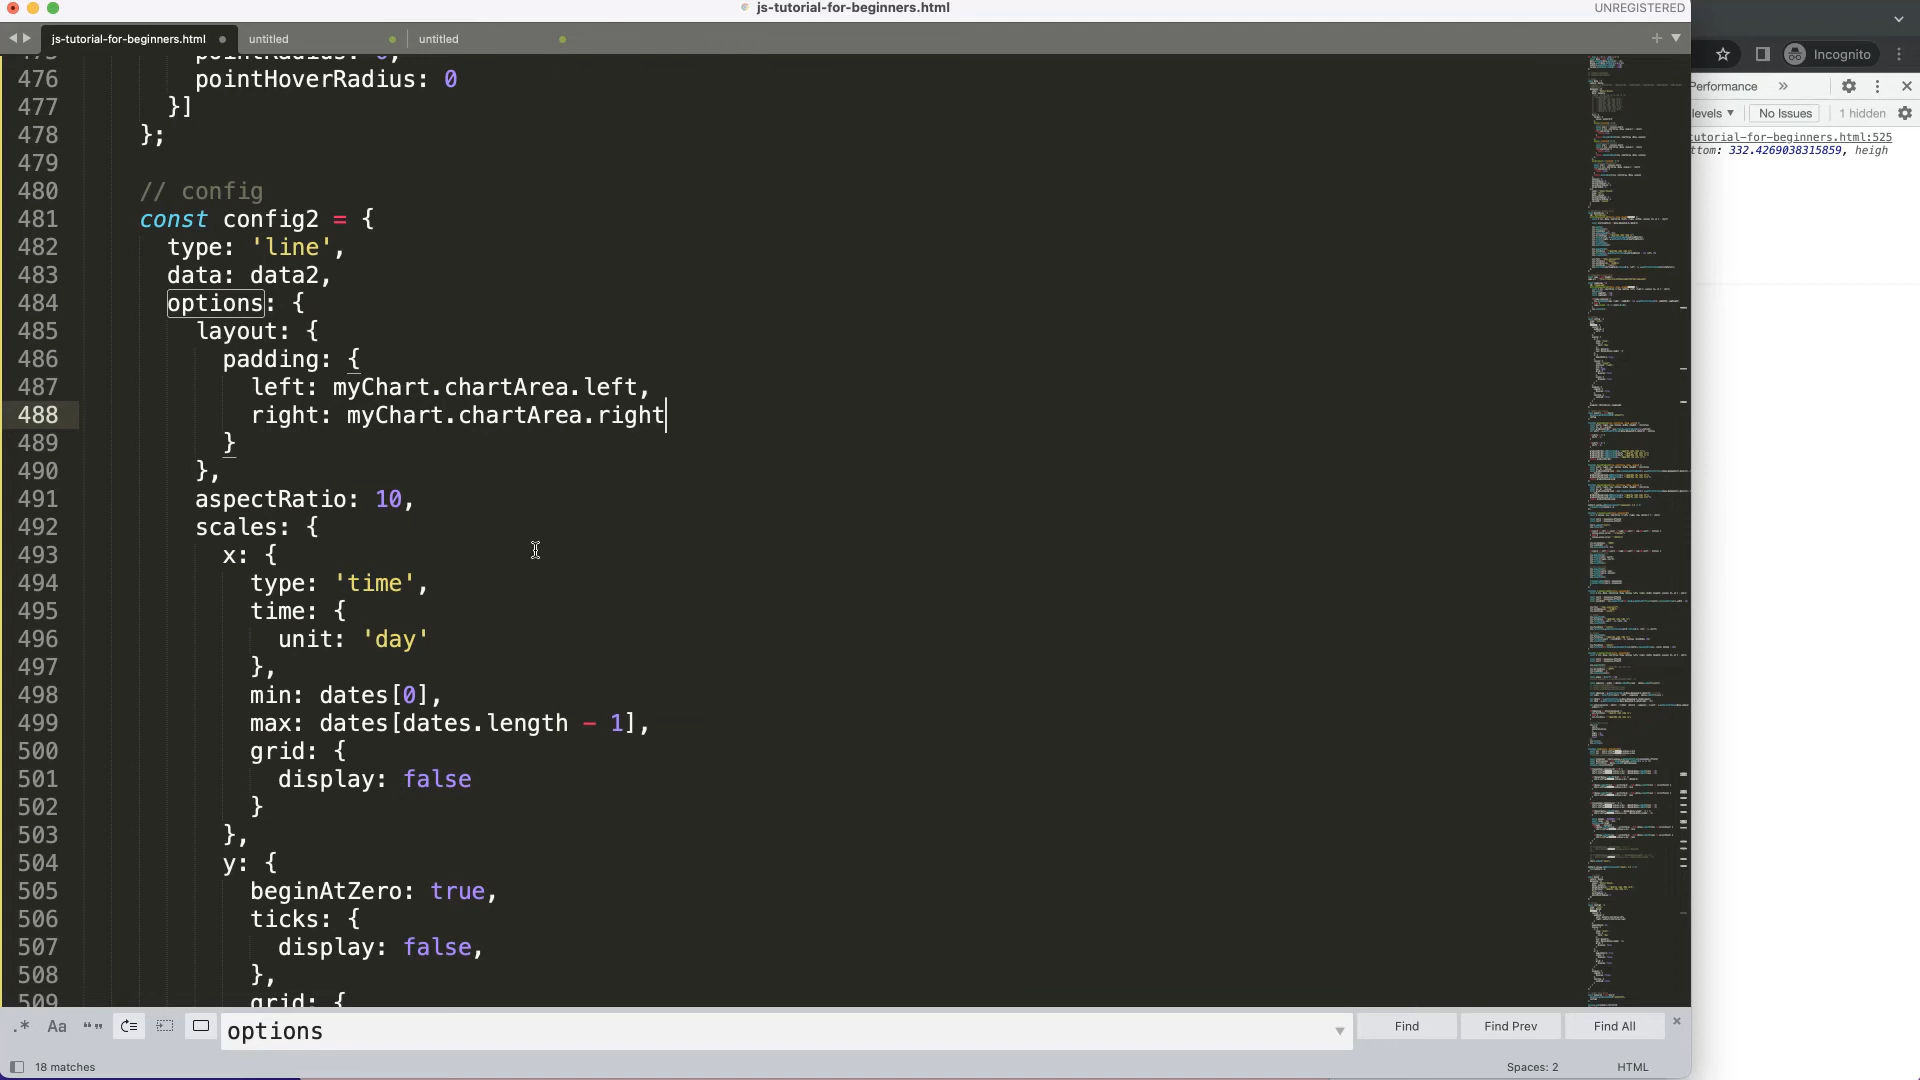 js-tutorial-for-beginners.html
UNREGISTERED
js-tutorial-for-beginners.html
untitled
untitled
476 pointHoverRadius: 0
477 }]
478 };
479
480 // config
481 const config2 = {
482 type: 'line',
483 data: data2,
484 options: {
485 layout: {
486 padding: {
487 left: myChart.chartArea.left,
488 right: myChart.chartArea.right
489 }
490 },
491 aspectRatio: 10,
492 scales: {
493 x: {
494 type: 'time',
495 time: {
496 unit: 'day'
497 },
498 min: dates[0],
499 max: dates[dates.length - 1],
500 grid: {
501 display: false
502 }
503 },
504 y: {
505 beginAtZero: true,
506 ticks: {
507 display: false,
508 },
509 grid: {
.* Aa
options
Find
Find Prev
Find All
18 matches
Spaces: 2
HTML
Incognito
Performance
levels
No Issues
1 hidden
utorial-for-beginners.html:525
ttom: 332.4269038315859, heigh